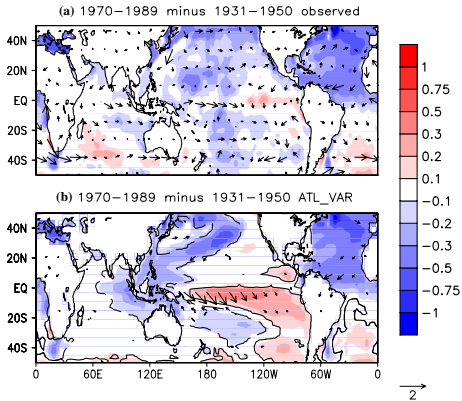 (a) 1970−1989 minus 1931−1950 observed
40N
20N
EQ
20S
40S
(b) 1970−1989 minus 1931−1950 ATL_VAR
40N
20N
EQ
20S
40S
0 60E 120E 180E 120W 60W 0
1
0.75
0.5
0.3
0.2
0.1
−0.1
−0.2
−0.3
−0.5
−0.75
−1
2